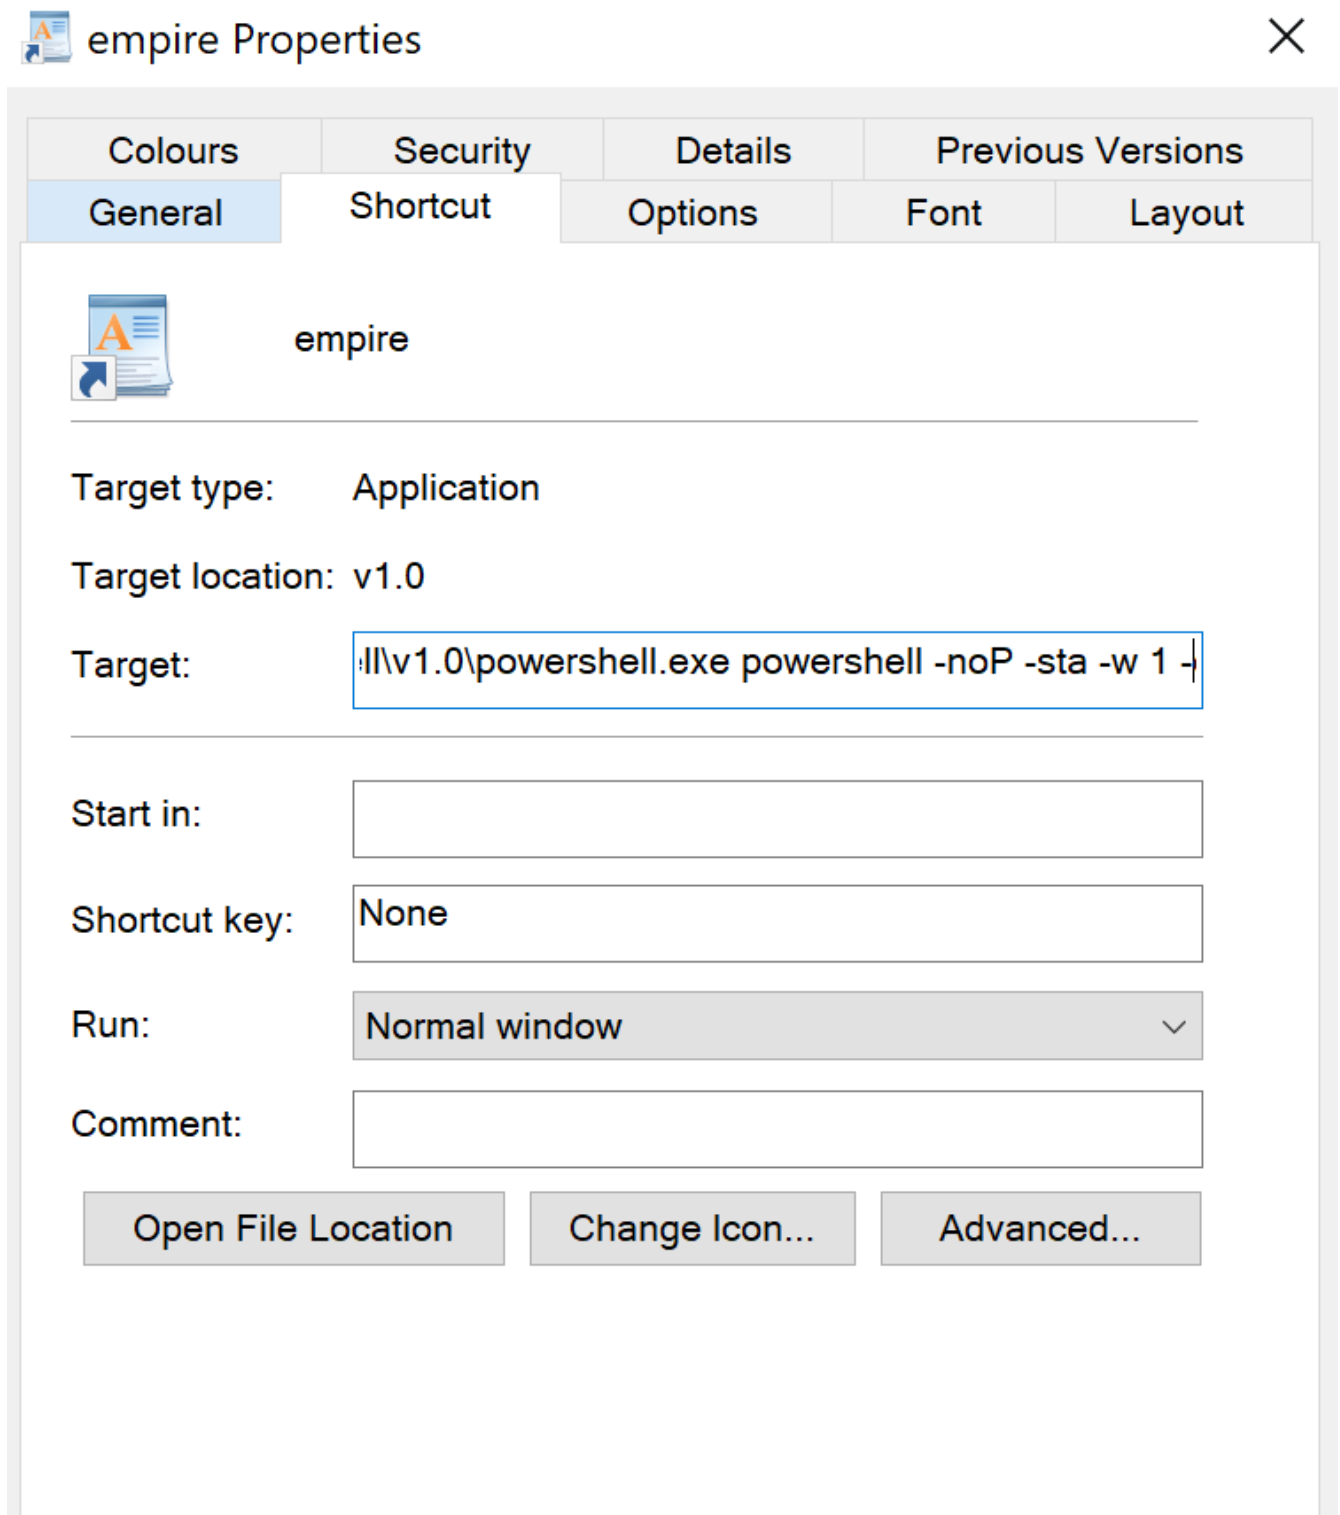 empire Properties
Colours Security Details Previous Versions
General Shortcut Options Font Layout
empire
Target type: Application
Target location: v1.0
Target: ll\v1.0\powershell.exe powershell -noP -sta -w 1 -
Start in:
Shortcut key: None
Run: Normal window
Comment:
Open File Location Change Icon... Advanced...